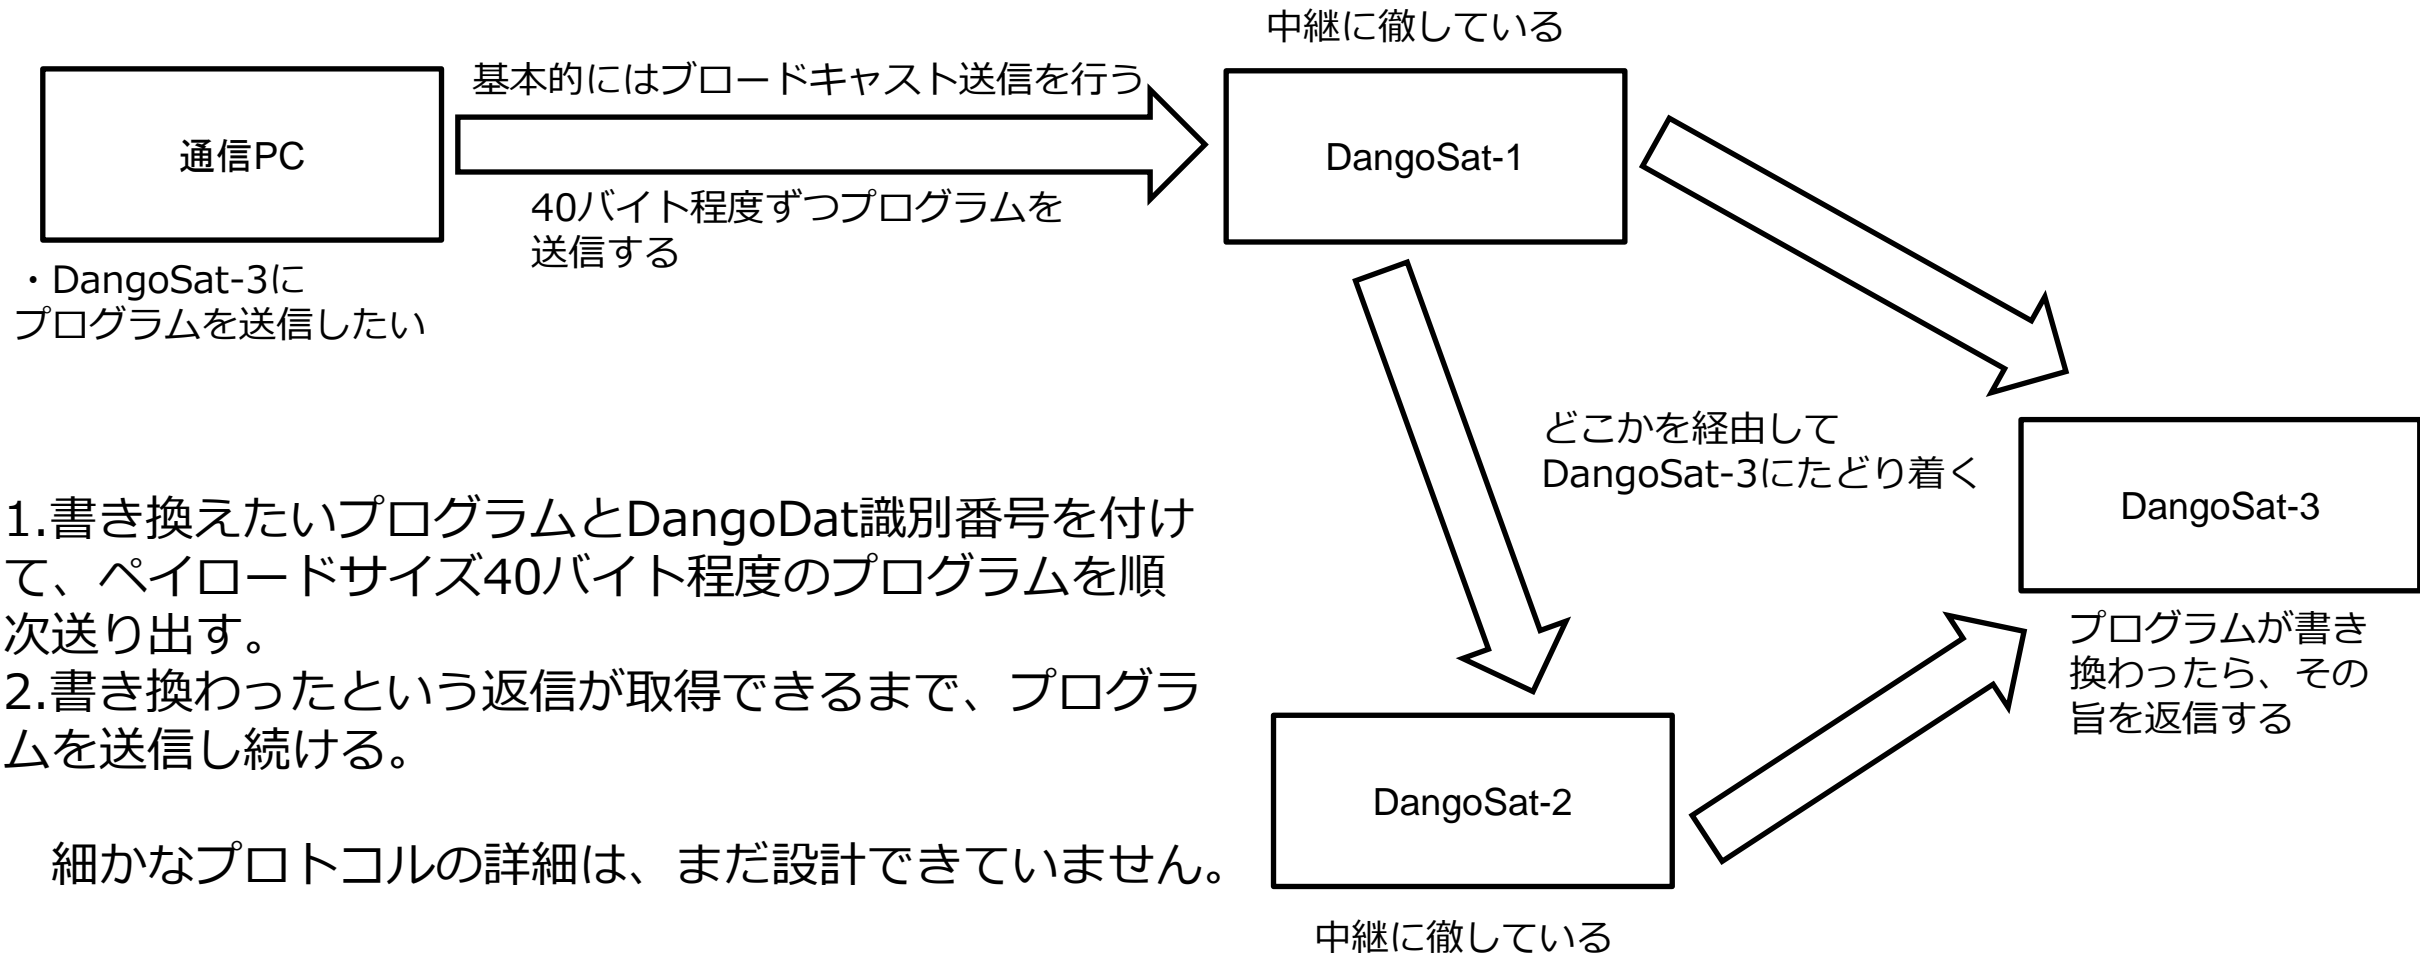 中継に徹している
基本的にはブロードキャスト送信を行う
通信PC
DangoSat-1
40バイト程度ずつプログラムを
送信する
・DangoSat-3に
プログラムを送信したい
どこかを経由して
DangoSat-3にたどり着く
DangoSat-3
1.書き換えたいプログラムとDangoDat識別番号を付け
て、ペイロードサイズ40バイト程度のプログラムを順
次送り出す。
2.書き換わったという返信が取得できるまで、プログラ
ムを送信し続ける。
細かなプロトコルの詳細は、まだ設計できていません。
プログラムが書き
換わったら、その
旨を返信する
DangoSat-2
中継に徹している